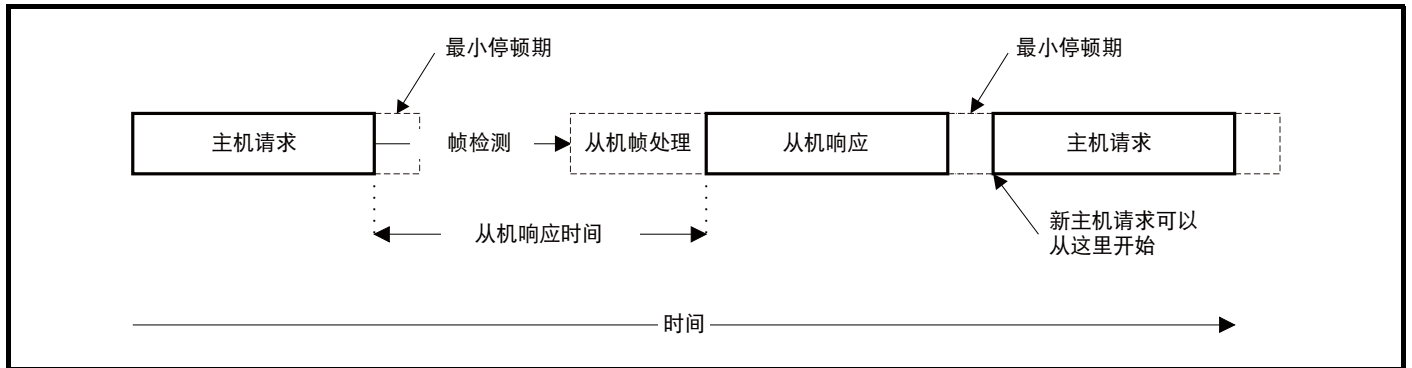 最小停顿期
最小停顿期
主机请求
帧检测
从机帧处理
从机响应
主机请求
从机响应时间
新主机请求可以
从这里开始
时间